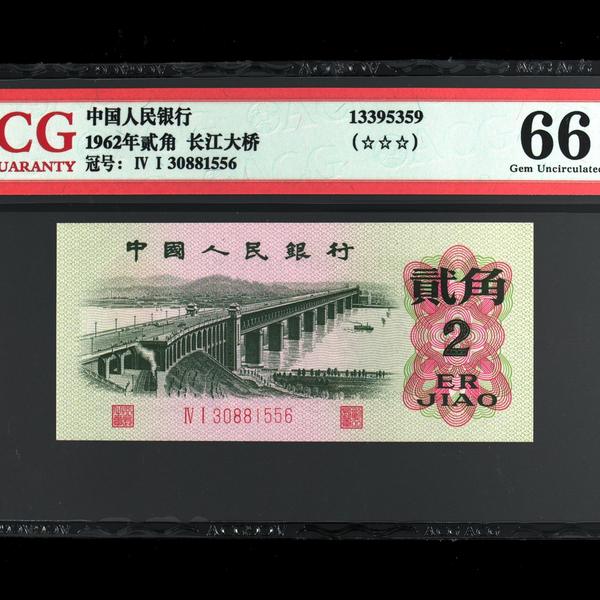 CG
UARANTY
中国人民银行
1962年贰角 长江大桥
冠号: Ⅳ Ⅰ 30881556
13395359
(☆☆☆)
66
Gem Uncirculated
中國人民銀行
貳角
2
ER
JIAO
Ⅳ Ⅰ 30881556